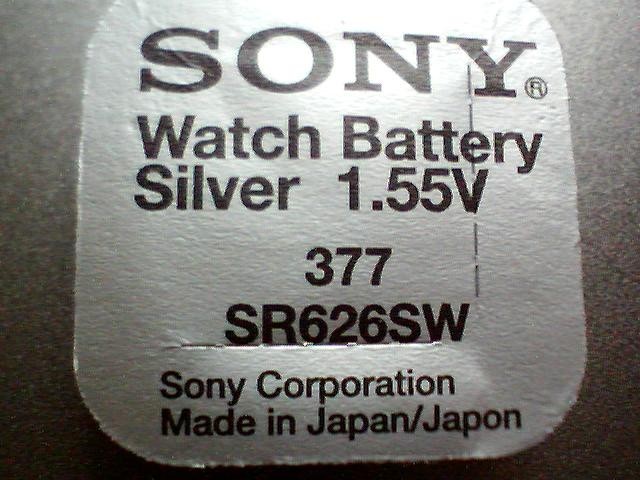 SONY®
Watch Battery
Silver 1.55V
377
SR626SW
Sony Corporation
Made in Japan/Japon